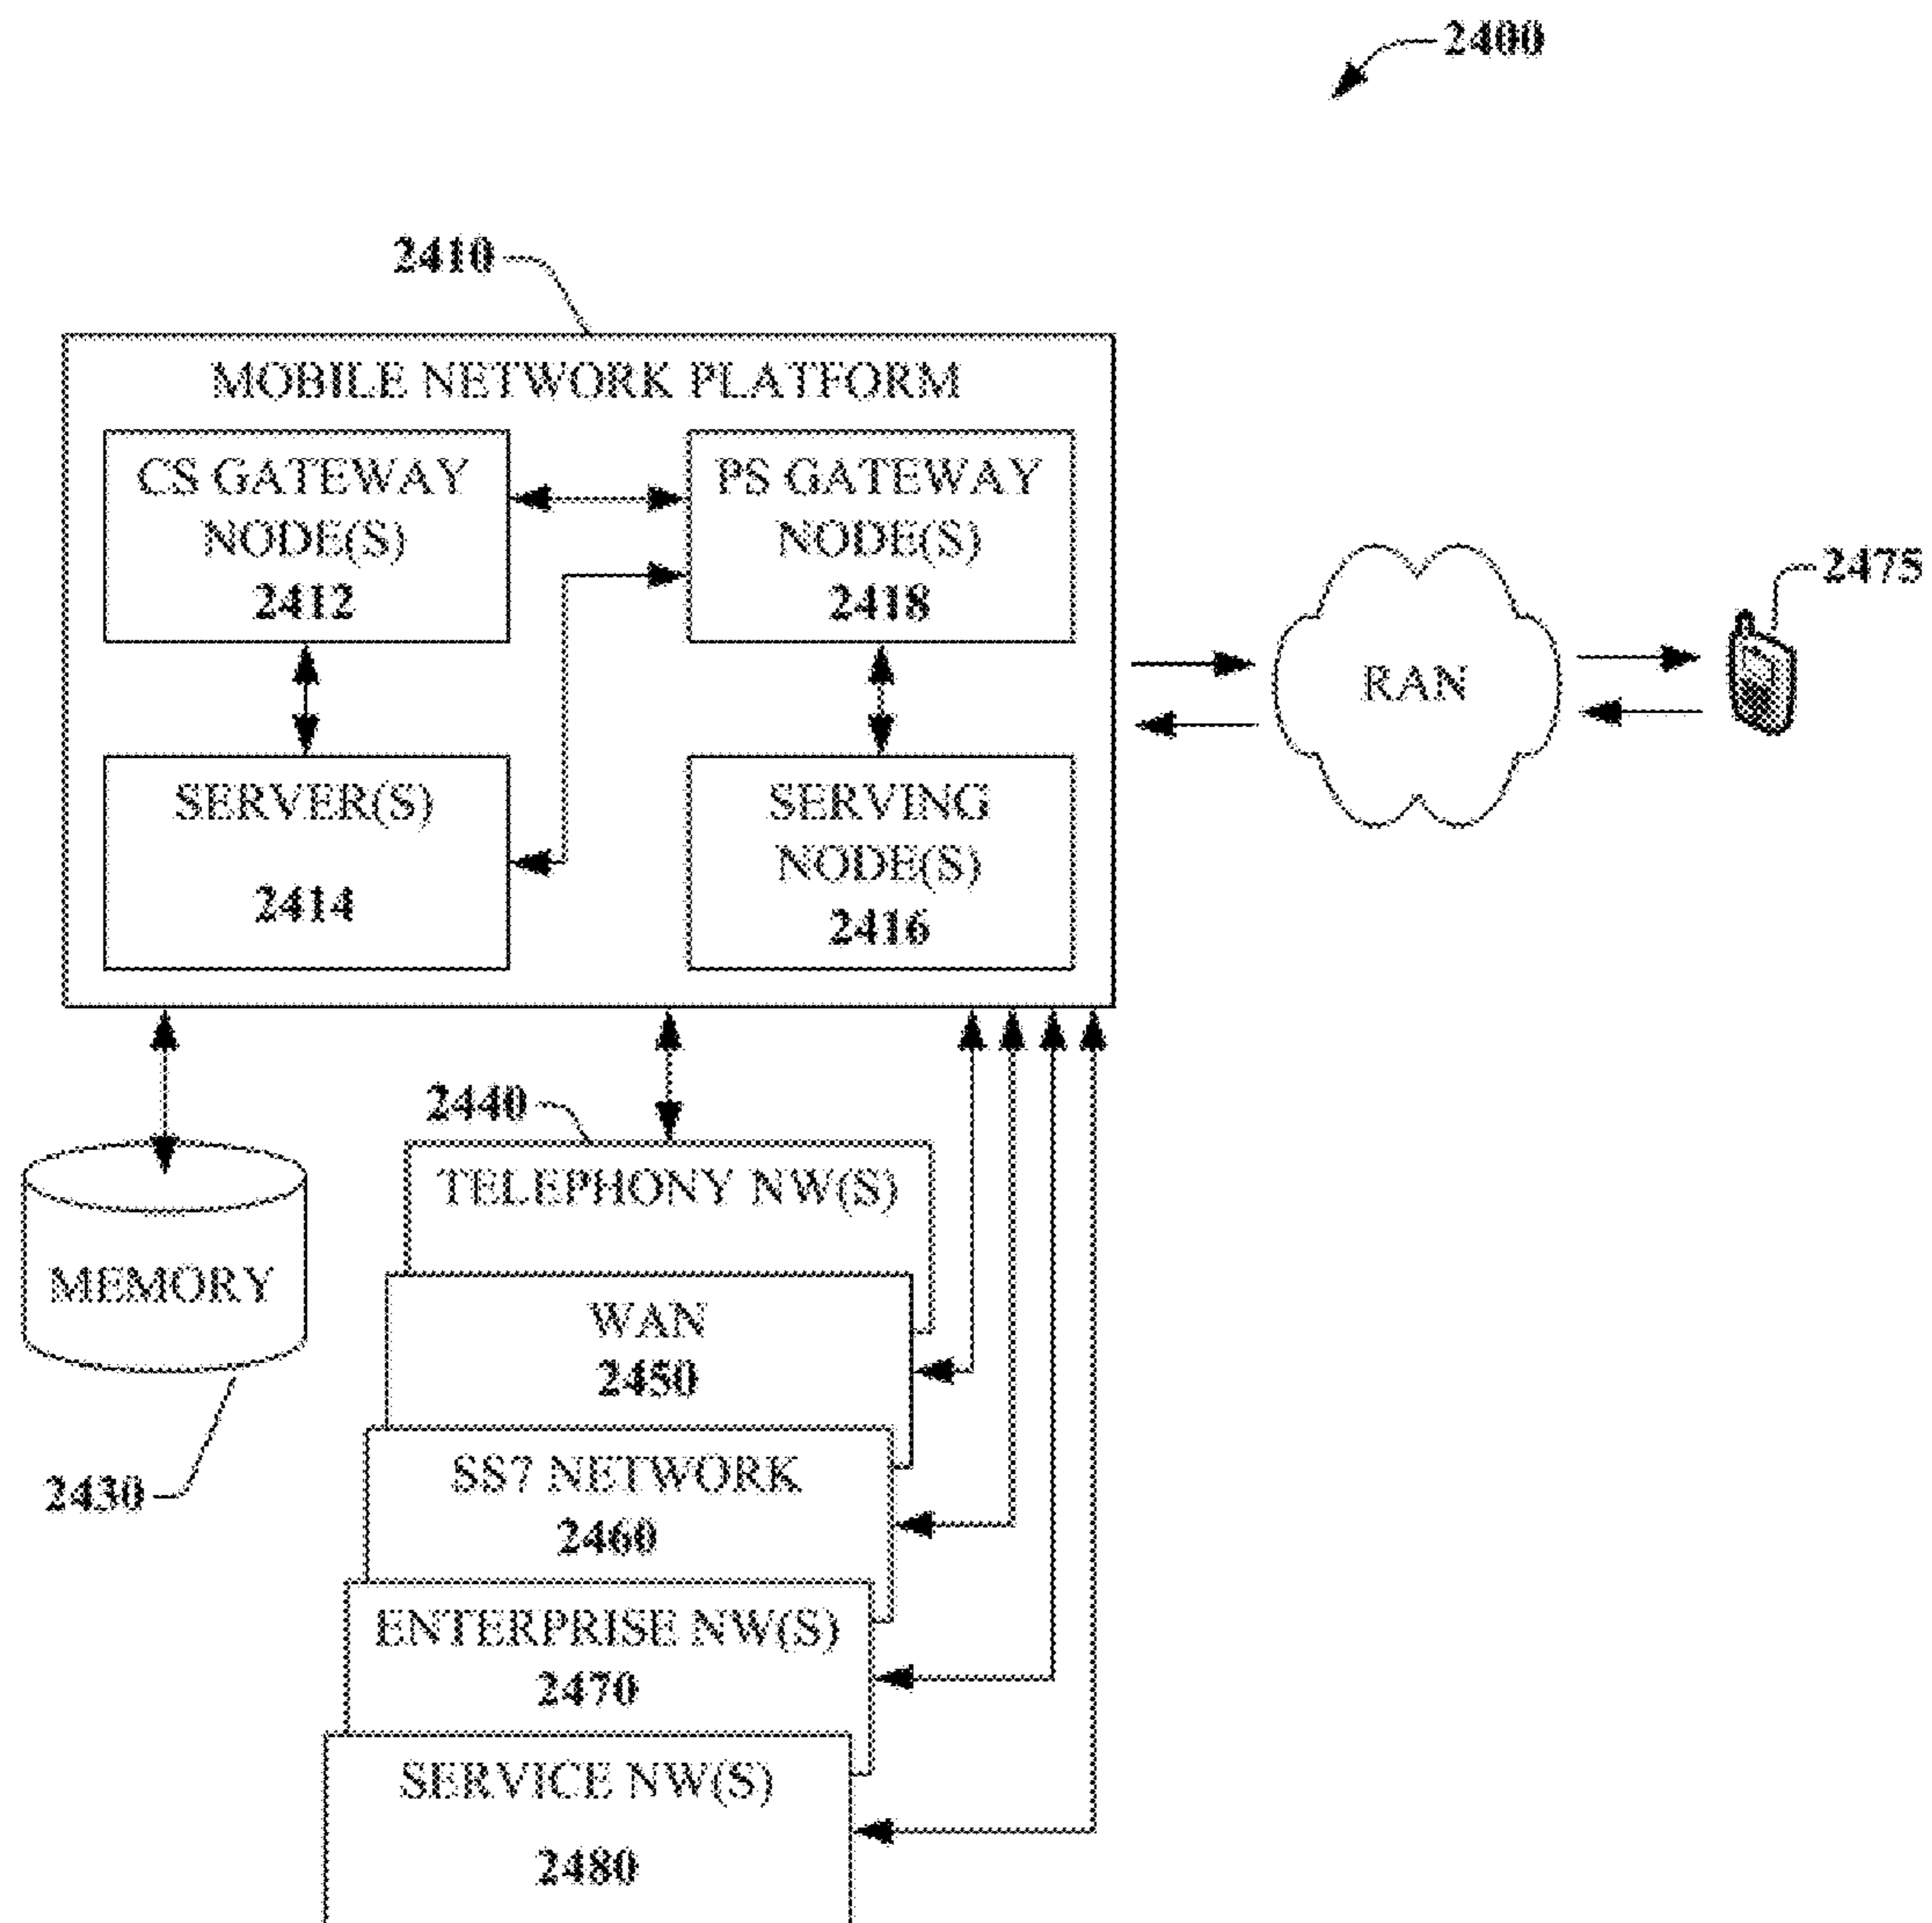 2400
2410
MOBILE NETWORK PLATFORM
CS GATEWAY
NODE(S)
2412
PS GATEWAY
NODE(S)
2418
SERVER(S)
2414
SERVING
NODE(S)
2416
RAN
2475
2440
TELEPHONY NW(S)
MEMORY
2430
WAN
2450
SS7 NETWORK
2460
ENTERPRISE NW(S)
2470
SERVICE NW(S)
2480